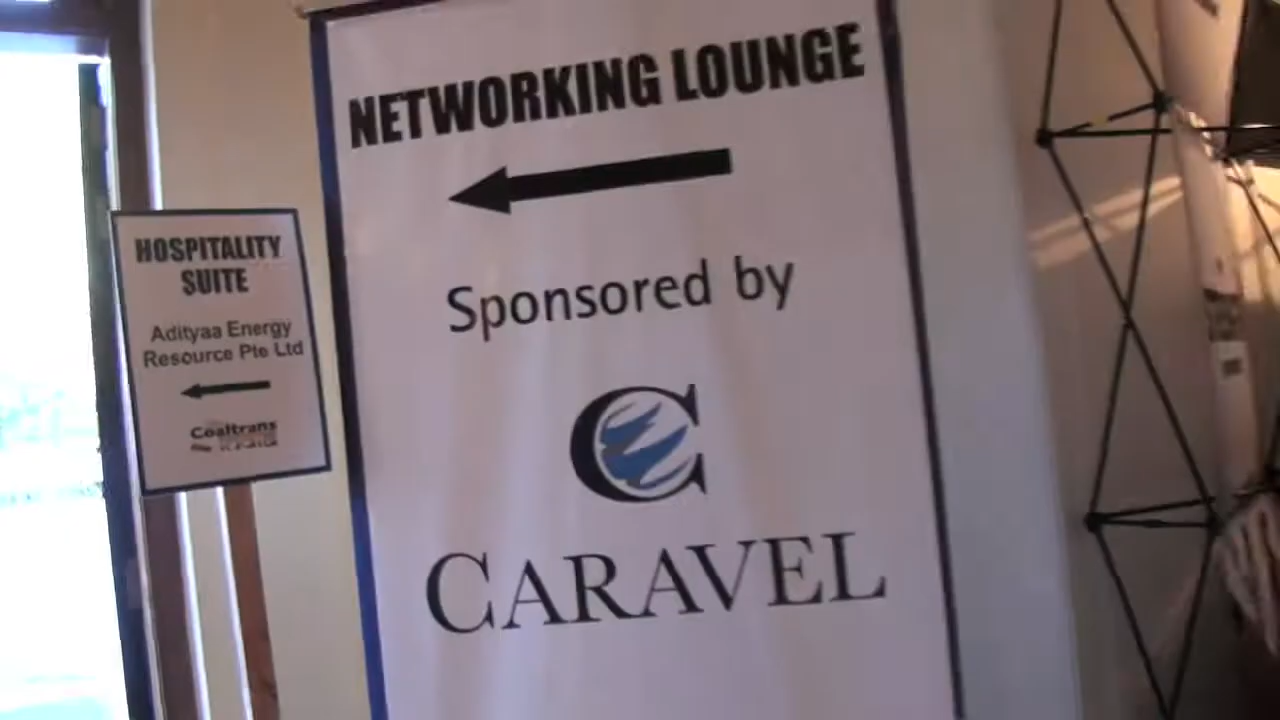 NETWORKING LOUNGE
Sponsored by
CARAVEL
HOSPITALITY
SUITE
Adityaa Energy
Resource Pte Ltd
Coaltrans